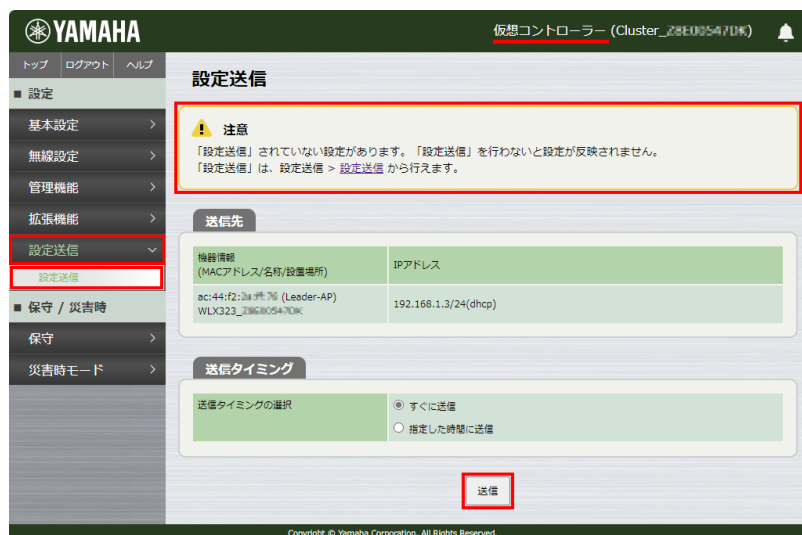 YAMAHA
仮想コントローラー (Cluster_Z8E00547DK)
トップ ログアウト ヘルプ
■ 設定
基本設定
無線設定
管理機能
拡張機能
設定送信
設定送信
■ 保守 / 災害時
保守
災害時モード
設定送信
注意
「設定送信」されていない設定があります。「設定送信」を行わないと設定が反映されません。
「設定送信」は、設定送信 > 設定送信 から行えます。
送信先
機器情報
(MACアドレス/名称/設置場所)
IPアドレス
ac:44:f2: (Leader-AP)
WLX323_
192.168.1.3/24(dhcp)
送信タイミング
送信タイミングの選択
すぐに送信
指定した時間に送信
送信
Copyright © Yamaha Corporation. All Rights Reserved.